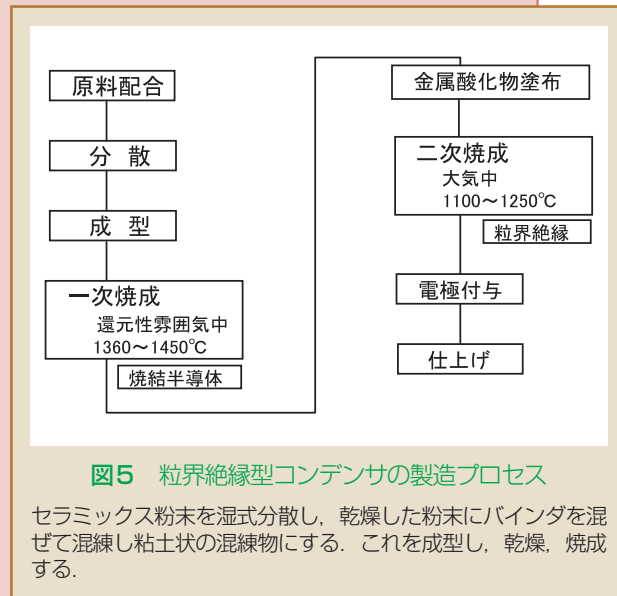 原料配合
分 散
成 型
一次焼成
還元性雰囲気中
1360～1450℃
焼結半導体
金属酸化物塗布
二次焼成
大気中
1100～1250℃
粒界絶縁
電極付与
仕上げ
図5 粒界絶縁型コンデンサの製造プロセス
セラミックス粉末を湿式分散し，乾燥した粉末にバインダを混
ぜて混練し粘土状の混練物にする．これを成型し，乾燥，焼成
する．